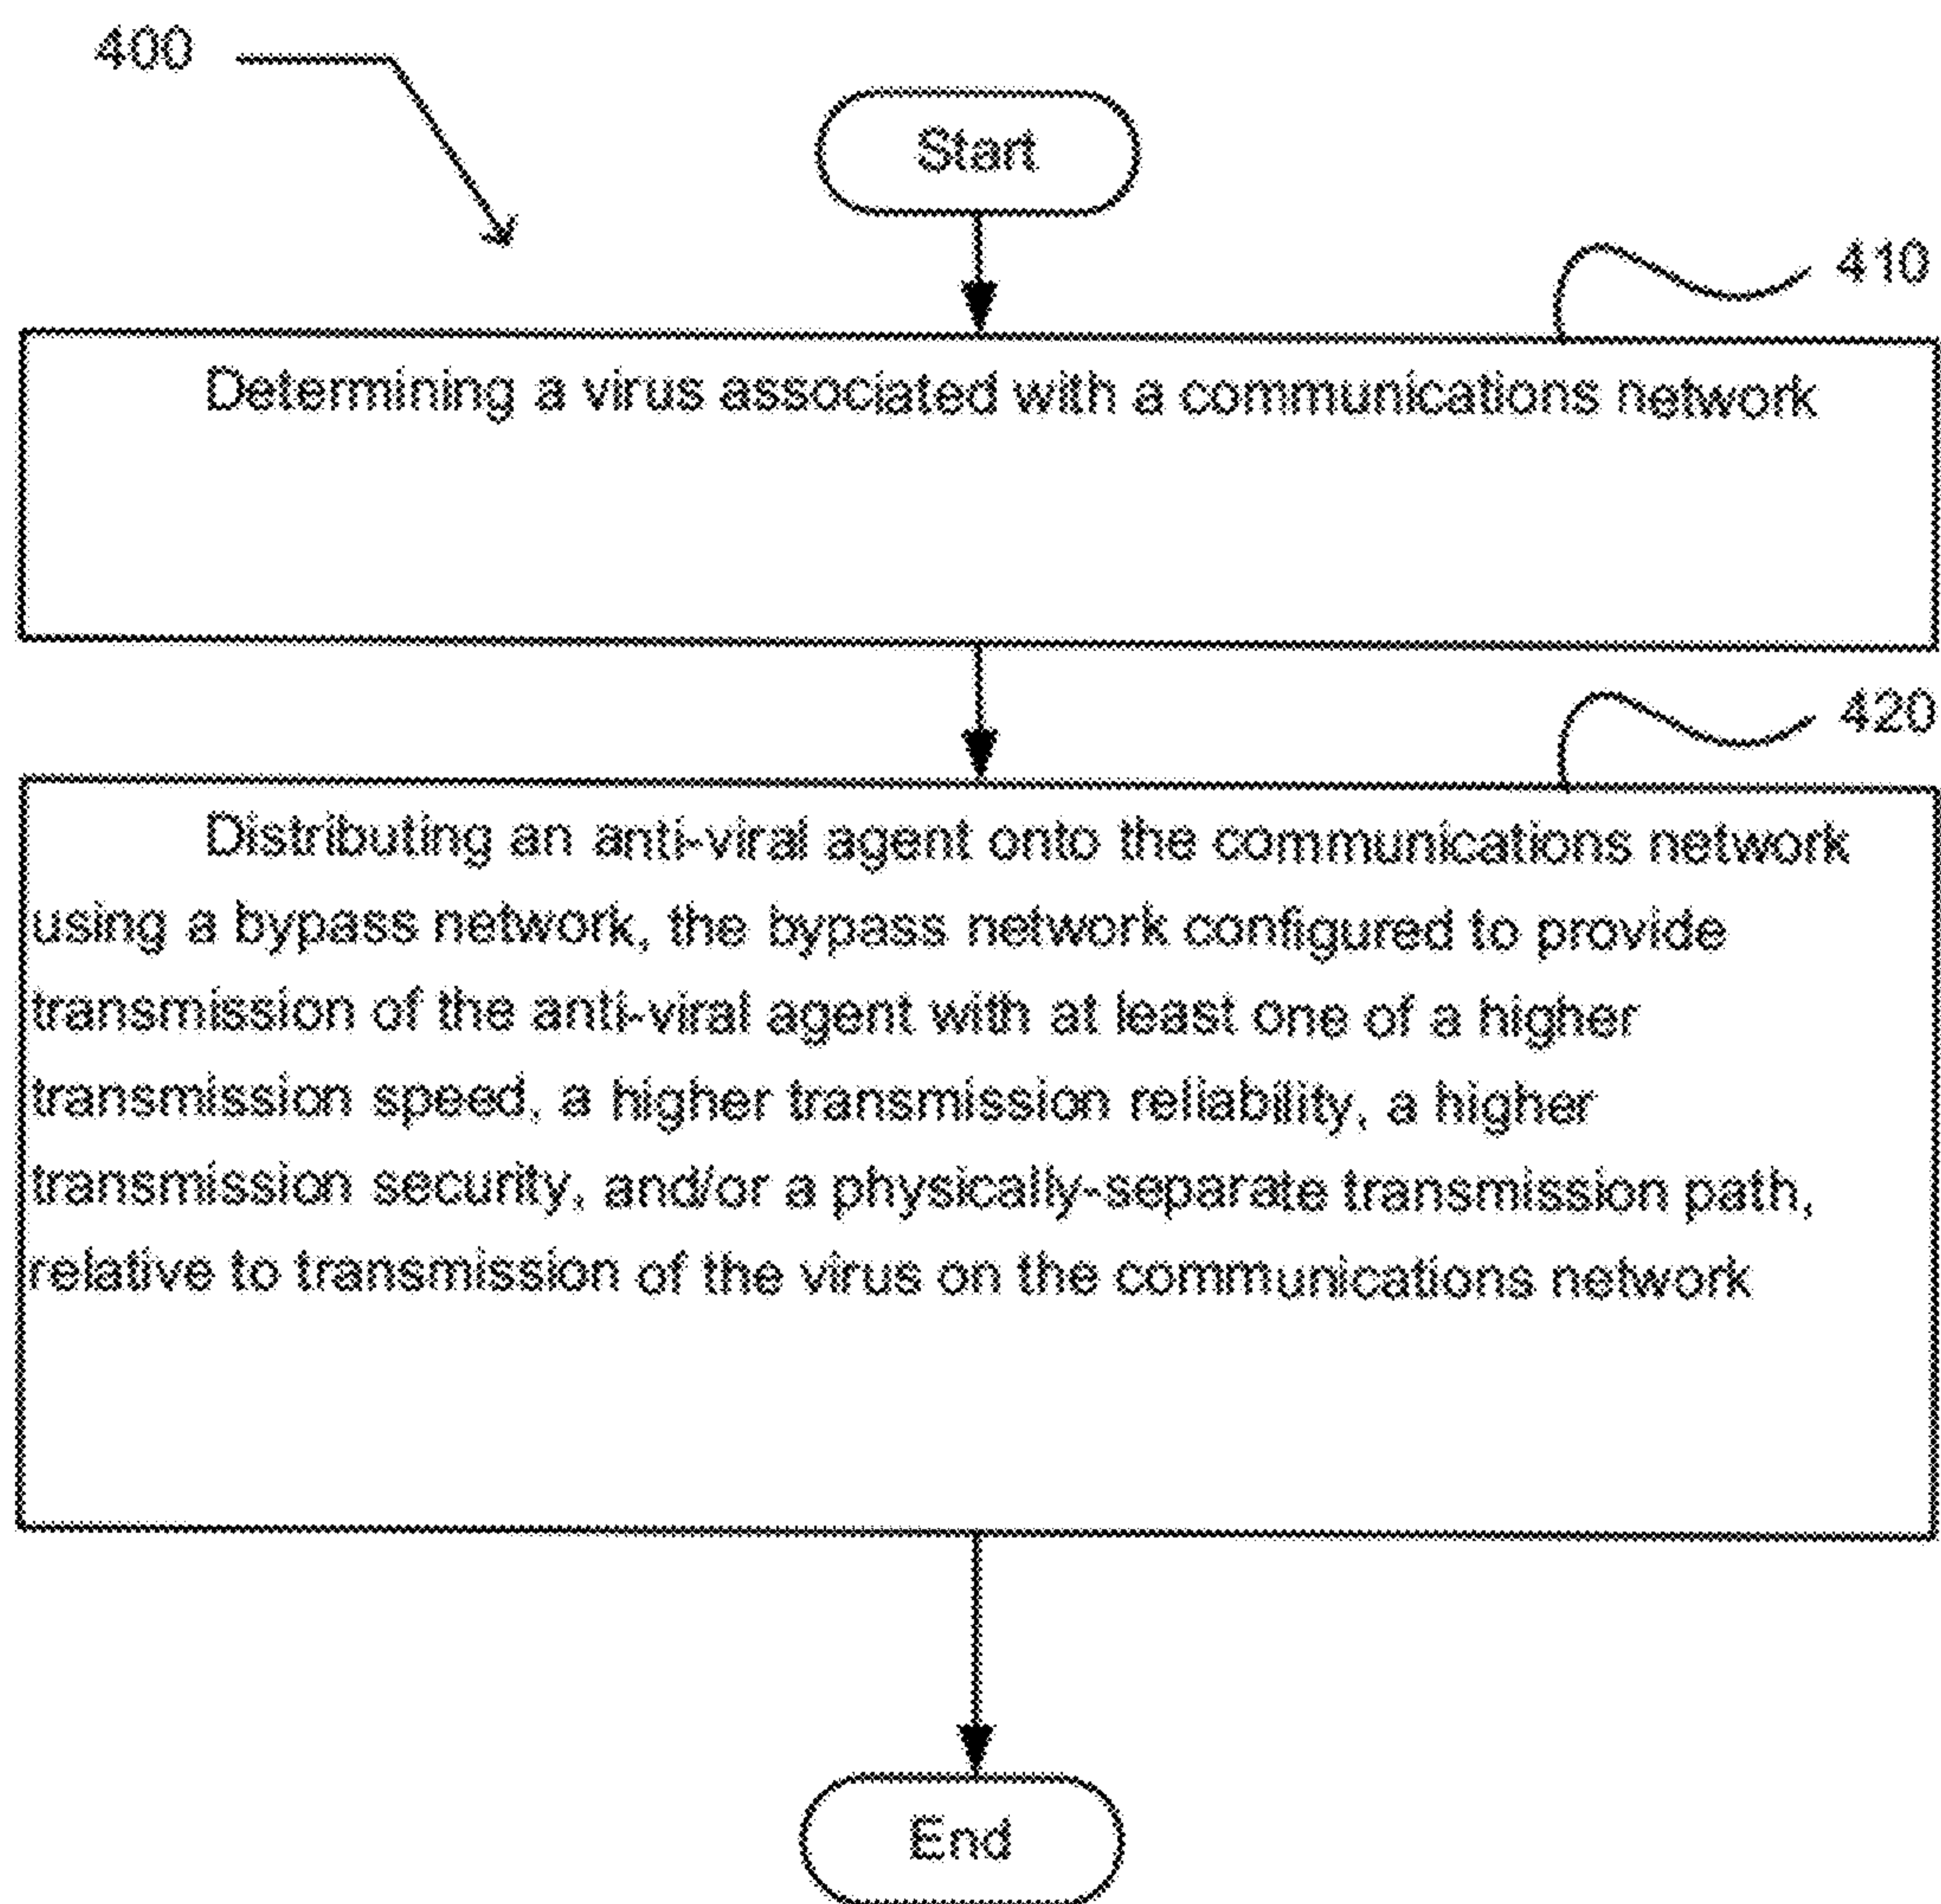 400
Start
410
Determining a virus associated with a communications network
420
Distributing an anti-viral agent onto the communications network
using a bypass network, the bypass network configured to provide
transmission of the anti-viral agent with at least one of a higher
transmission speed, a higher transmission reliability, a higher
transmission security, and/or a physically-separate transmission path,
relative to transmission of the virus on the communications network
End